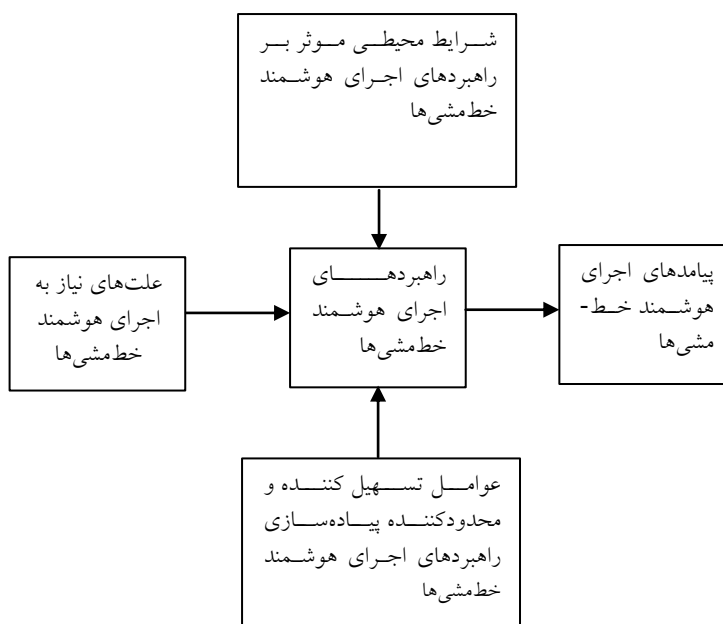 شرایط محیطی موثر بر
راهبردهای اجرای هوشمند
خط‌مشی‌ها
پیامدهای اجرای
هوشمند خط-
مشی‌ها
راهبردهای
اجرای هوشمند
خط‌مشی‌ها
علت‌های نیاز به
اجرای هوشمند
خط‌مشی‌ها
عوامل تسهیل کننده و
محدودکننده پیاده‌سازی
راهبردهای اجرای هوشمند
خط‌مشی‌ها